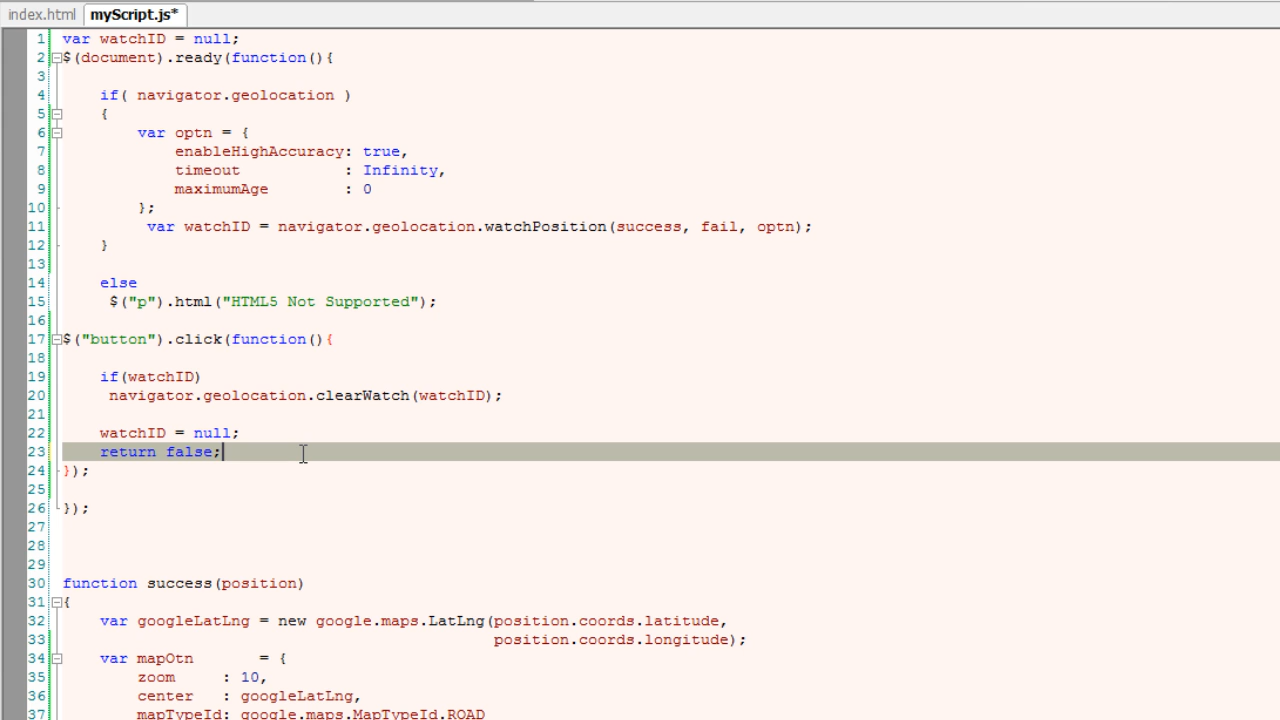 index.html myScript.js*
1 var watchID = null;
2 $(document).ready(function(){
3
4 if( navigator.geolocation )
5 {
6 var optn = {
7 enableHighAccuracy: true,
8 timeout : Infinity,
9 maximumAge : 0
10 };
11 var watchID = navigator.geolocation.watchPosition(success, fail, optn);
12 }
13
14 else
15 $("p").html("HTML5 Not Supported");
16
17 $("button").click(function(){
18
19 if(watchID)
20 navigator.geolocation.clearWatch(watchID);
21
22 watchID = null;
23 return false;
24 });
25
26 });
27
28
29
30 function success(position)
31 {
32 var googleLatLng = new google.maps.LatLng(position.coords.latitude,
33 position.coords.longitude);
34 var mapOtn = {
35 zoom : 10,
36 center : googleLatLng,
37 mapTypeId: google.maps.MapTypeId.ROAD